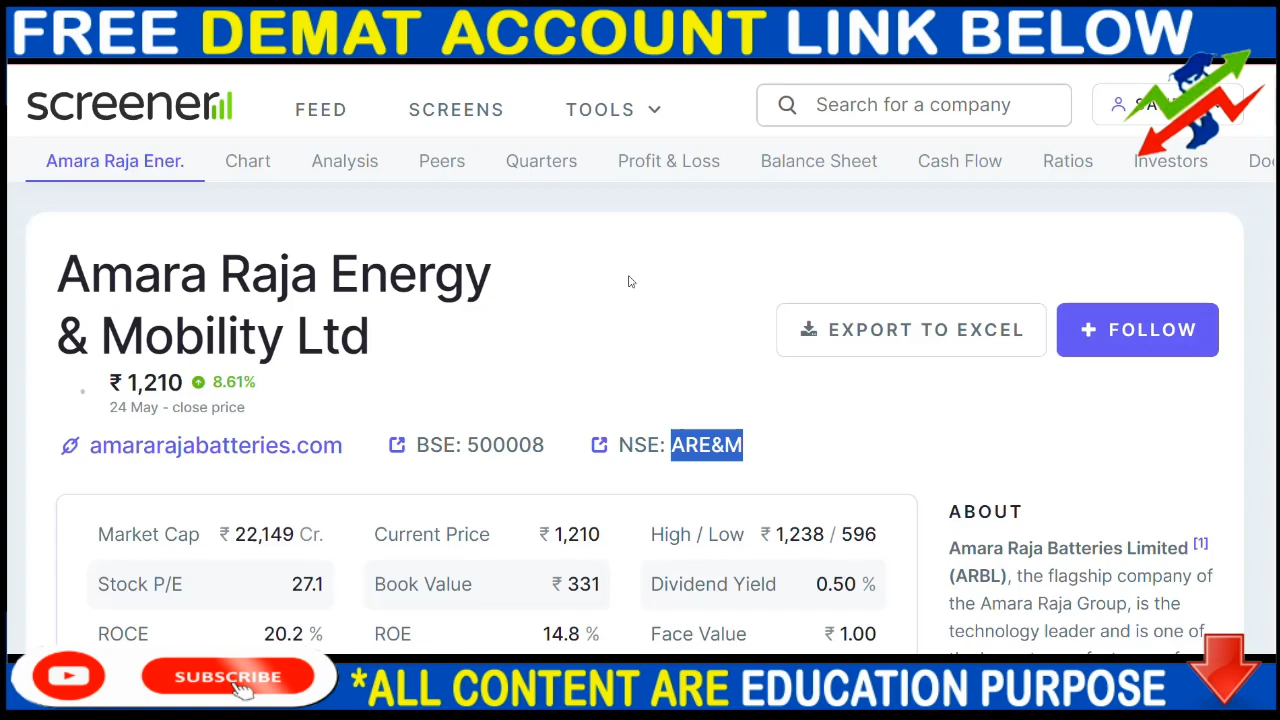 FREE DEMAT ACCOUNT LINK BELOW
screener
FEED
SCREENS
TOOLS
Search for a company
Amara Raja Ener.
Chart
Analysis
Peers
Quarters
Profit & Loss
Balance Sheet
Cash Flow
Ratios
Investors
Amara Raja Energy
& Mobility Ltd
EXPORT TO EXCEL
+ FOLLOW
₹ 1,210 8.61%
24 May - close price
amararajabatteries.com
BSE: 500008
NSE: ARE&M
Market Cap ₹ 22,149 Cr.
Current Price ₹ 1,210
High / Low ₹ 1,238 / 596
Stock P/E 27.1
Book Value ₹ 331
Dividend Yield 0.50 %
ROCE 20.2 %
ROE 14.8 %
Face Value ₹ 1.00
ABOUT
Amara Raja Batteries Limited [1]
(ARBL), the flagship company of
the Amara Raja Group, is the
technology leader and is one of
SUBSCRIBE
*ALL CONTENT ARE EDUCATION PURPOSE